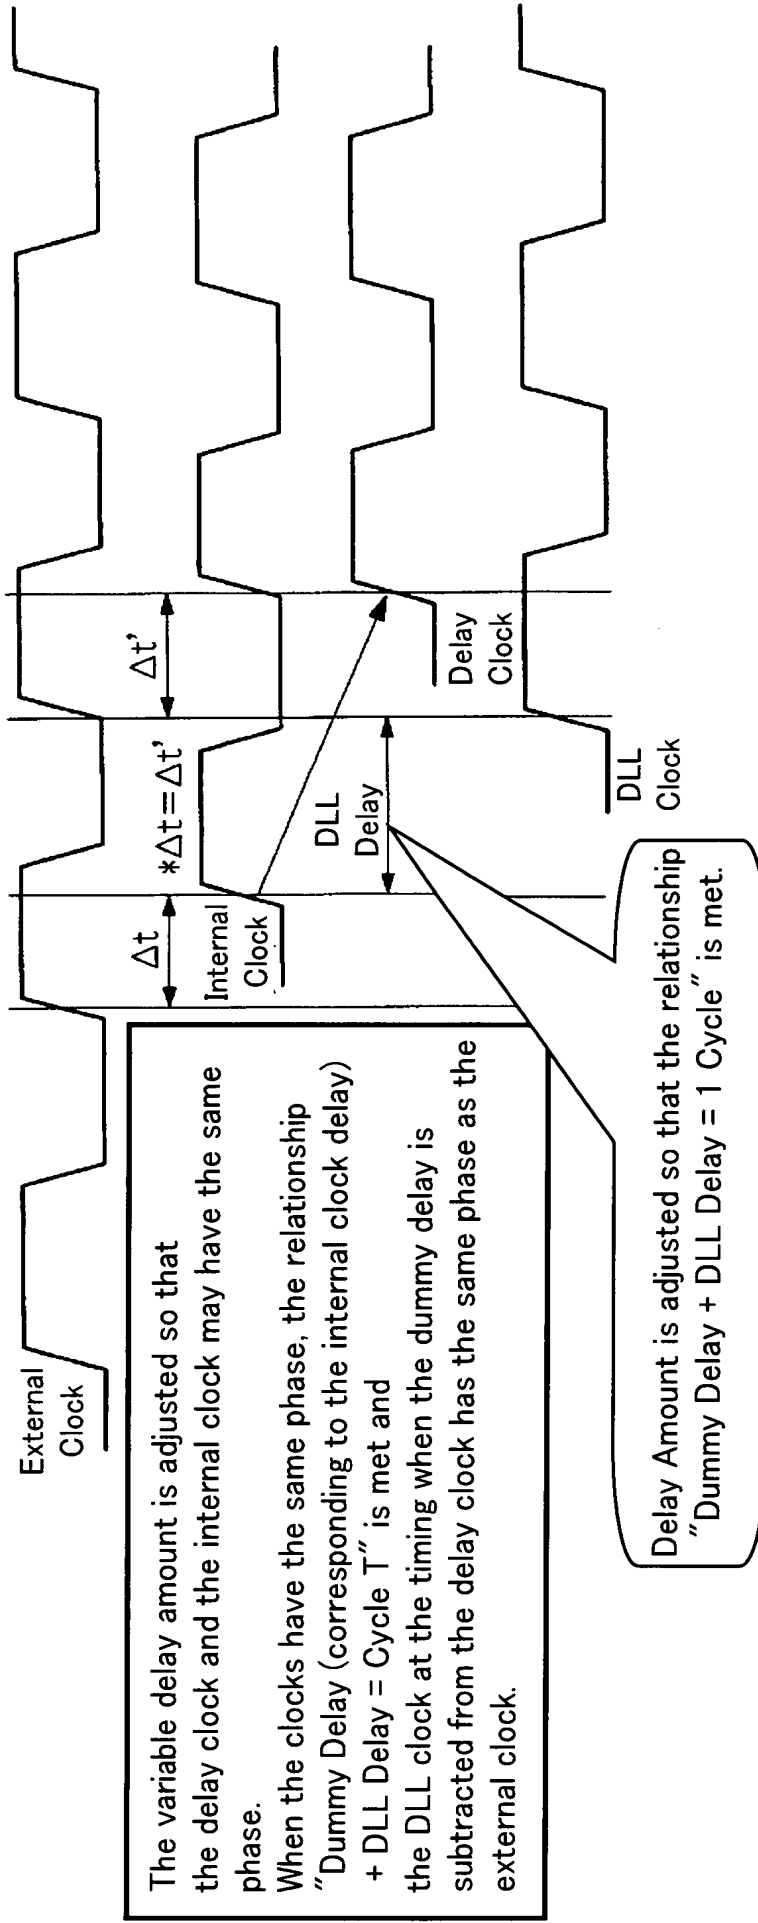 External
Clock
Δt
*Δt=Δt'
Δt'
Internal
Clock
DLL
Delay
Delay
Clock
DLL
Clock
The variable delay amount is adjusted so that
the delay clock and the internal clock may have the same
phase.
When the clocks have the same phase, the relationship
"Dummy Delay (corresponding to the internal clock delay)
+ DLL Delay = Cycle T" is met and
the DLL clock at the timing when the dummy delay is
subtracted from the delay clock has the same phase as the
external clock.
Delay Amount is adjusted so that the relationship
"Dummy Delay + DLL Delay = 1 Cycle" is met.